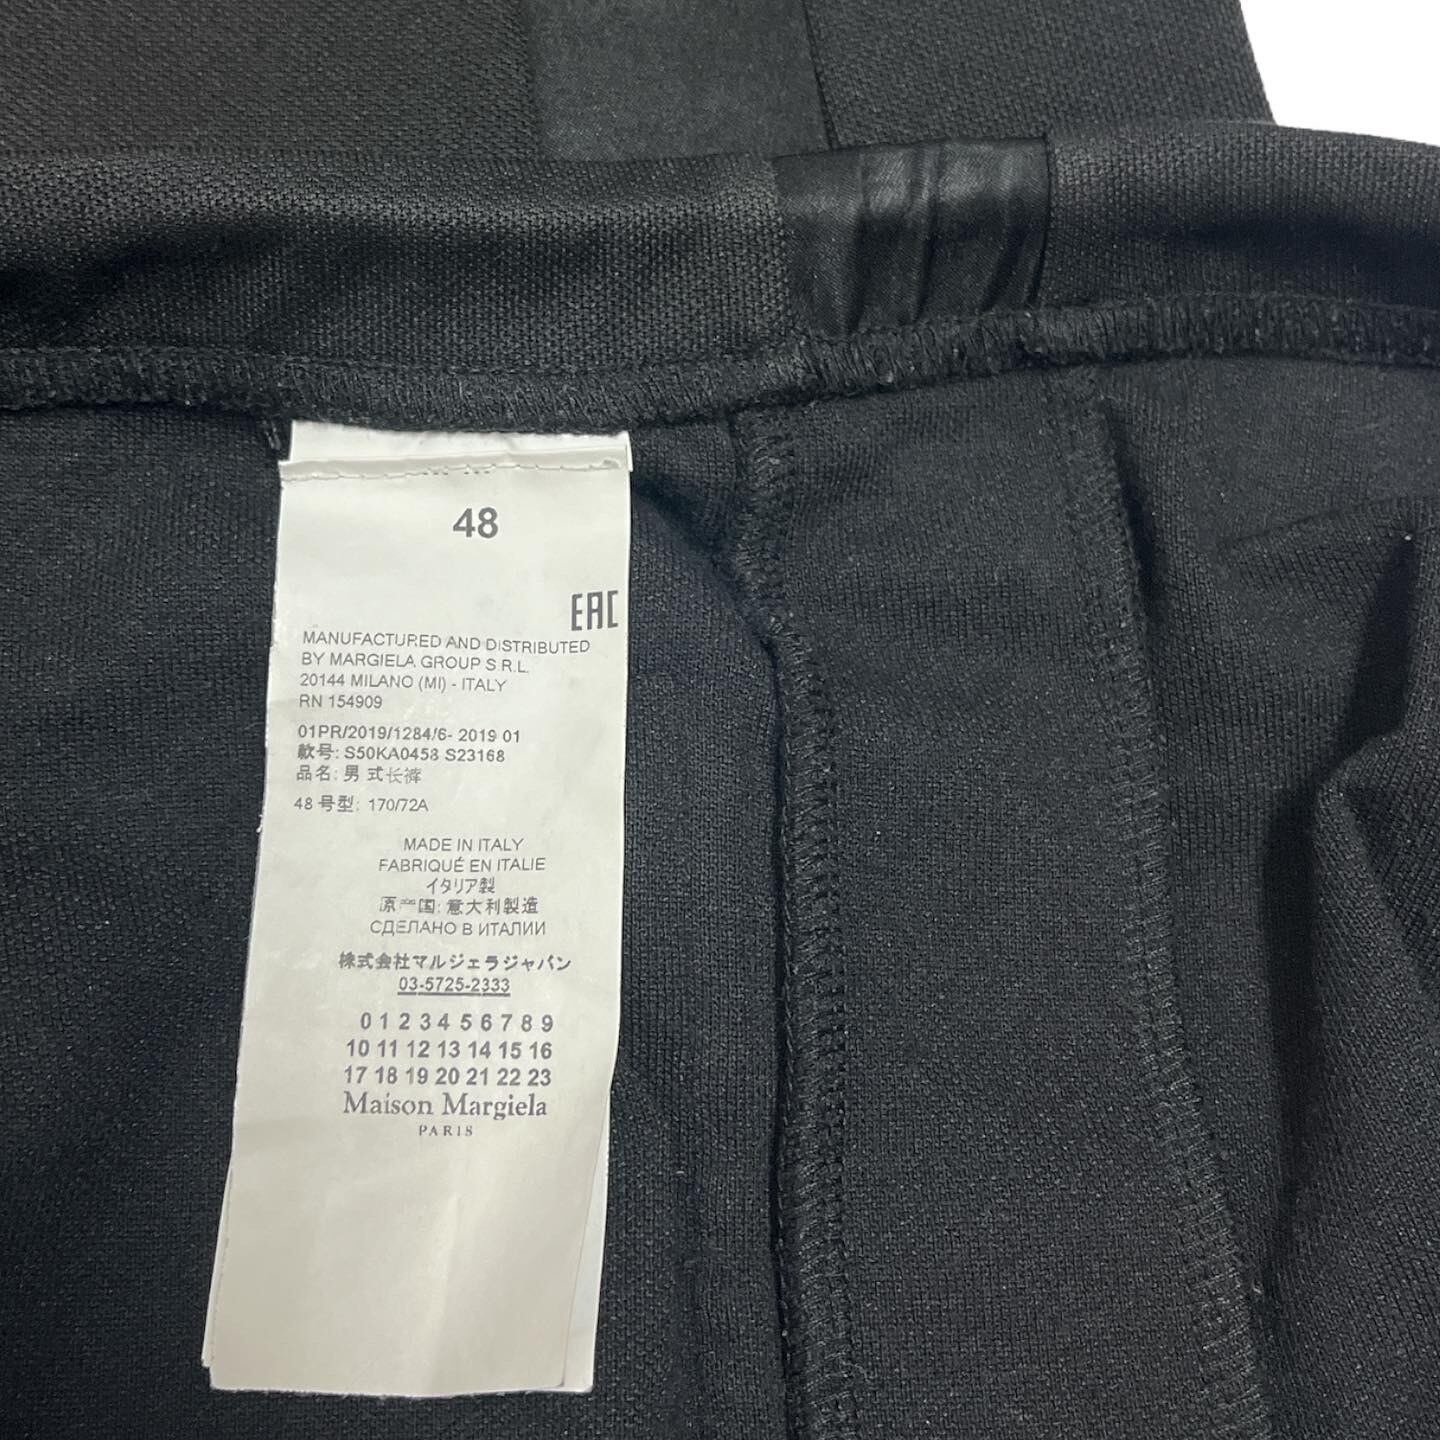 48
EAC
MANUFACTURED AND DISTRIBUTED
BY MARGIELA GROUP S.R.L.
20144 MILANO (MI) - ITALY
RN 154909
01PR/2019/1284/6- 2019 01
款号: S50KA0458 S23168
品名: 男式长裤
48 号型: 170/72A
MADE IN ITALY
FABRIQUÉ EN ITALIE
イタリア製
原产国: 意大利製造
СДЕЛАНО В ИТАЛИИ
株式会社マルジェラジャパン
03-5725-2333
0 1 2 3 4 5 6 7 8 9
10 11 12 13 14 15 16
17 18 19 20 21 22 23
Maison Margiela
PARIS